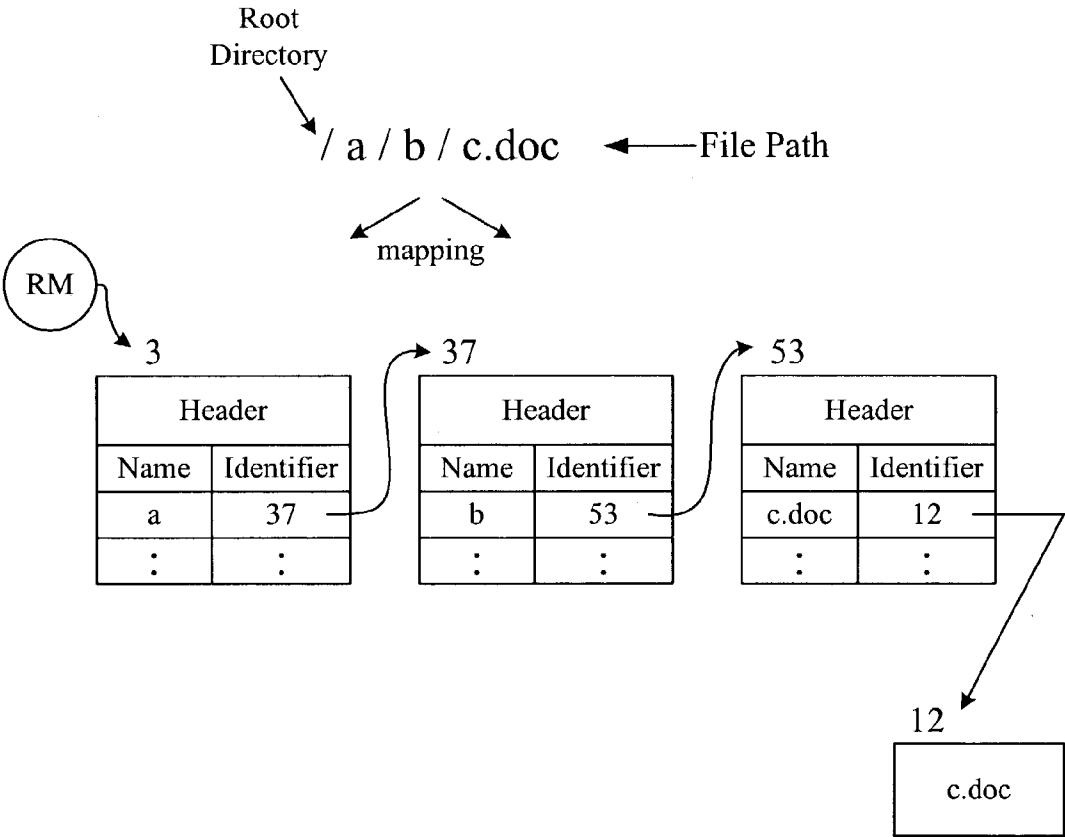 Root
Directory
/ a / b / c.doc
File Path
mapping
RM
3
37
53
Header
Header
Header
Name Identifier
Name Identifier
Name Identifier
a 37
b 53
c.doc 12
: :
: :
: :
12
c.doc